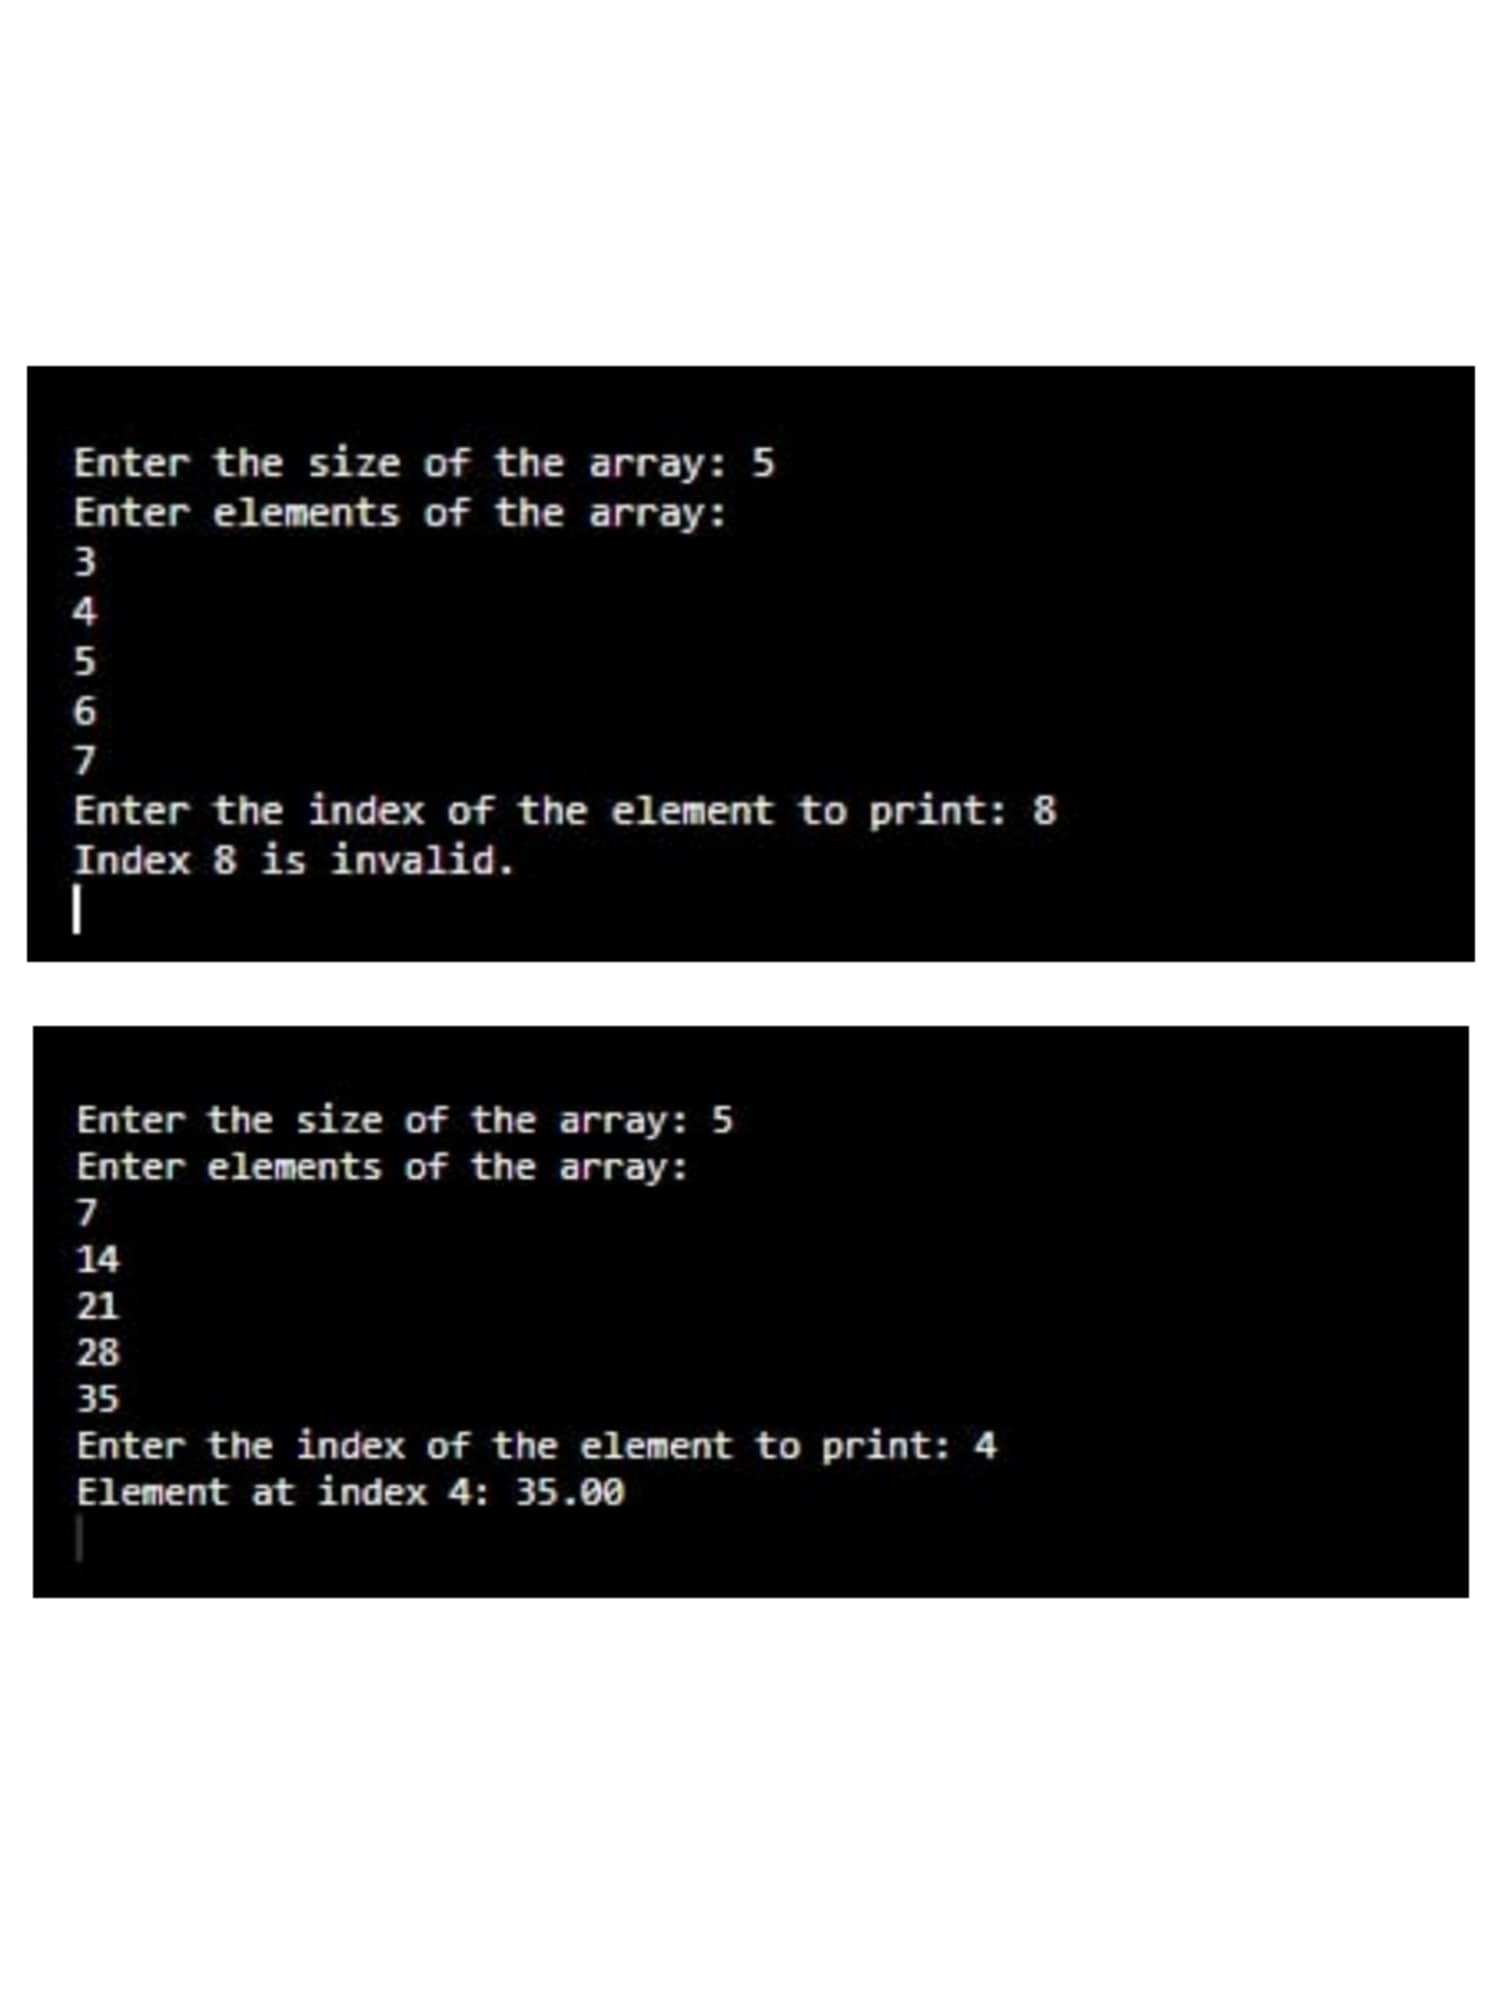 Enter the size of the array: 5
Enter elements of the array:
3
4
5
6
7
Enter the index of the element to print: 8
Index 8 is invalid.
Enter the size of the array: 5
Enter elements of the array:
7
14
21
28
35
Enter the index of the element to print: 4
Element at index 4: 35.00